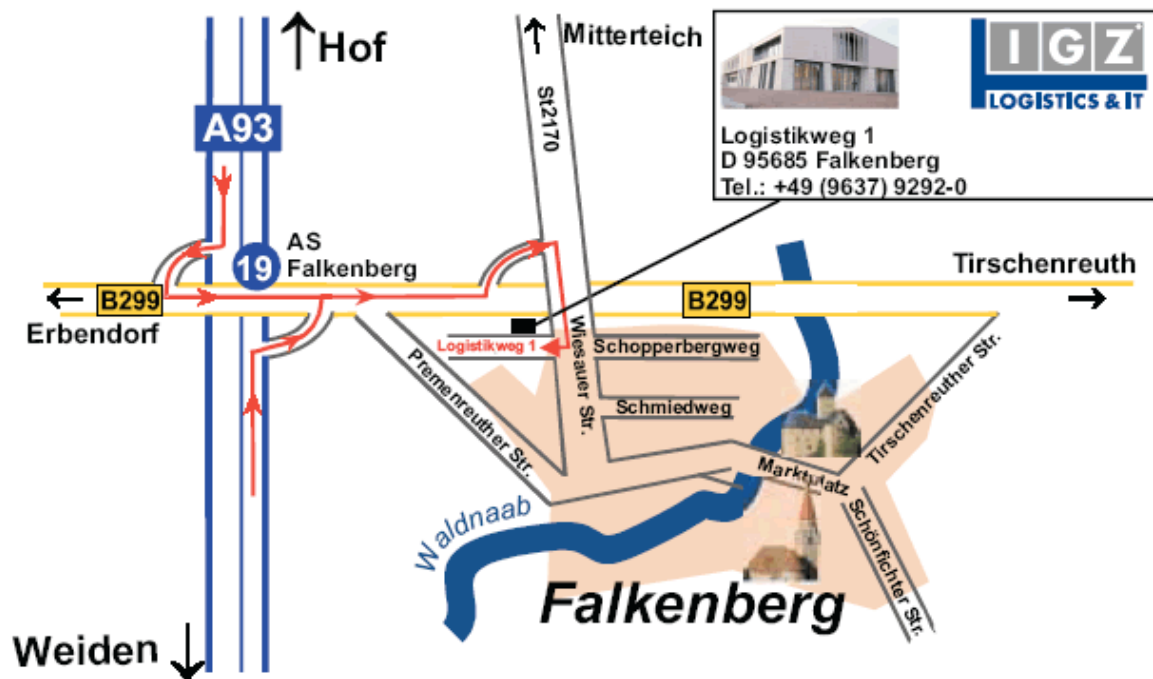 Hof
Mitterteich
IGZ
LOGISTICS & IT
St2170
A93
Logistikweg 1
D 95685 Falkenberg
Tel.: +49 (9637) 9292-0
19
AS
Falkenberg
Tirschenreuth
B299
B299
Erbendorf
Logistikweg 1
Wiesauer Str.
Schopperbergweg
Premenreuther Str.
Schmiedweg
Tirschenreuther Str.
Marktplatz
Waldnaab
Schönfichter Str.
Falkenberg
Weiden